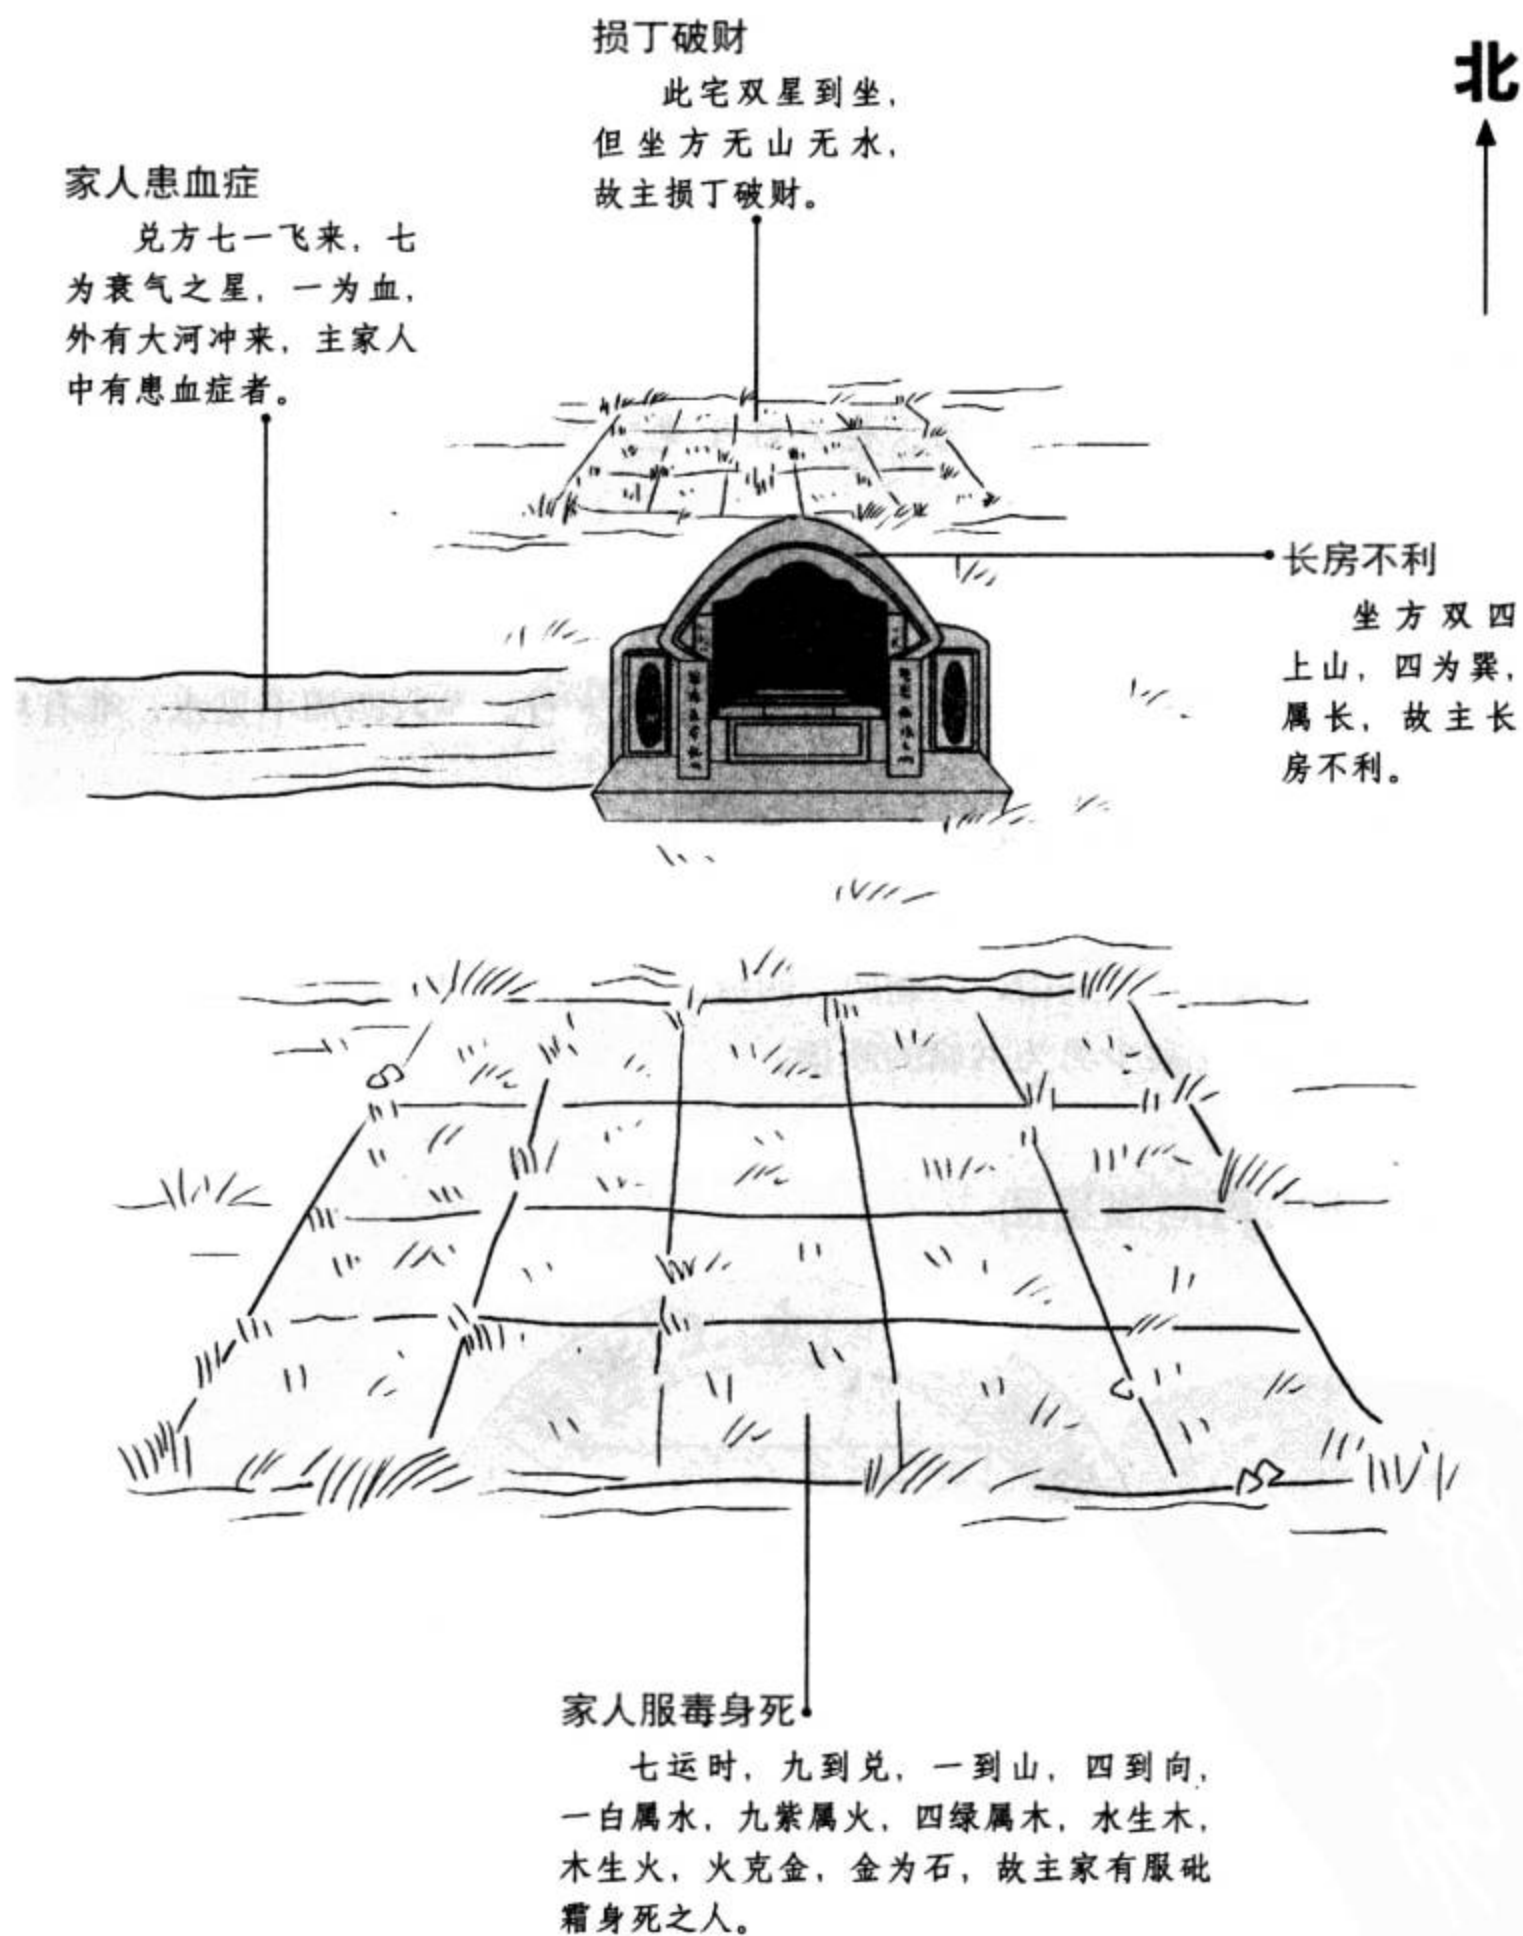 损丁破财
此宅双星到坐，
但坐方无山无水，
故主损丁破财。
北
家人患血症
兑方七一飞来，七
为衰气之星，一为血，
外有大河冲来，主家人
中有患血症者。
长房不利
坐方双四
上山，四为巽，
属长，故主长
房不利。
家人服毒身死
七运时，九到兑，一到山，四到向，
一白属水，九紫属火，四绿属木，水生木，
木生火，火克金，金为石，故主家有服砒
霜身死之人。